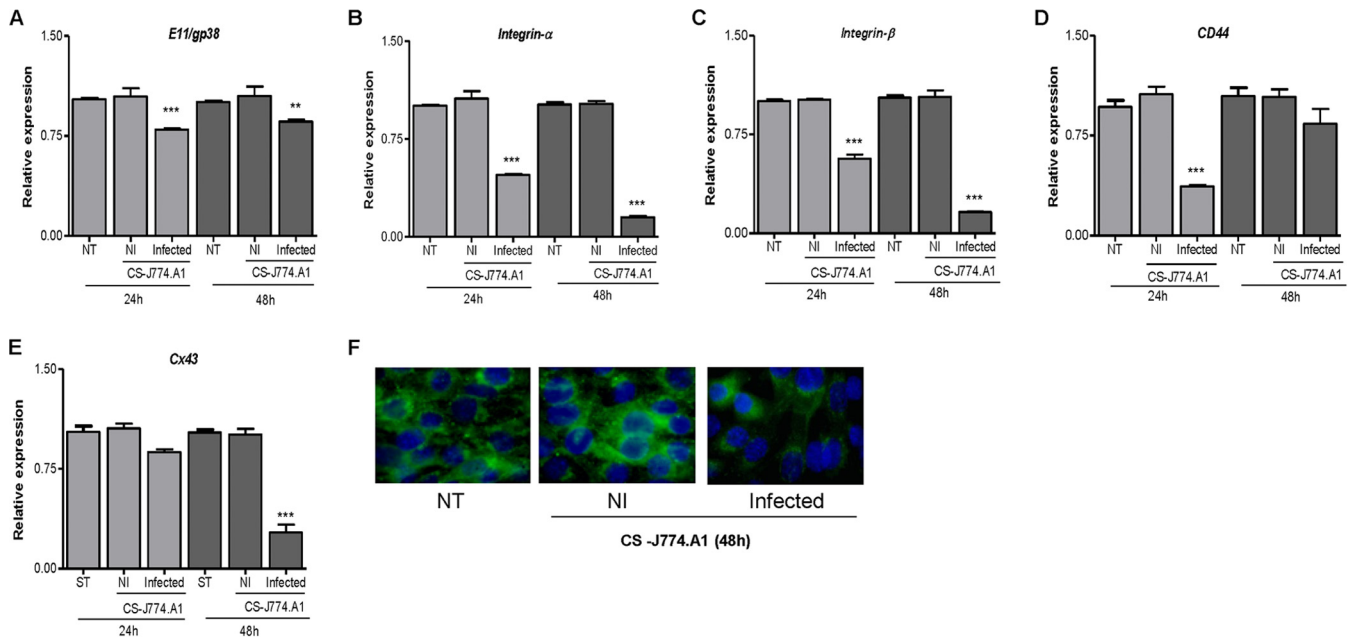 A
E11/gp38
Relative expression
1.50
0.75
0.00
NT NI Infected NT NI Infected
*** **
CS-J774.A1 CS-J774.A1
24h 48h
B
Integrin-α
Relative expression
1.50
0.75
0.00
NT NI Infected NT NI Infected
*** ***
CS-J774.A1 CS-J774.A1
24h 48h
C
Integrin-β
Relative expression
1.50
0.75
0.00
NT NI Infected NT NI Infected
*** ***
CS-J774.A1 CS-J774.A1
24h 48h
D
CD44
Relative expression
1.50
0.75
0.00
NT NI Infected NT NI Infected
***
CS-J774.A1 CS-J774.A1
24h 48h
E
Cx43
Relative expression
1.50
0.75
0.00
ST NI Infected ST NI Infected
***
CS-J774.A1 CS-J774.A1
24h 48h
F
NT NI Infected
CS -J774.A1 (48h)